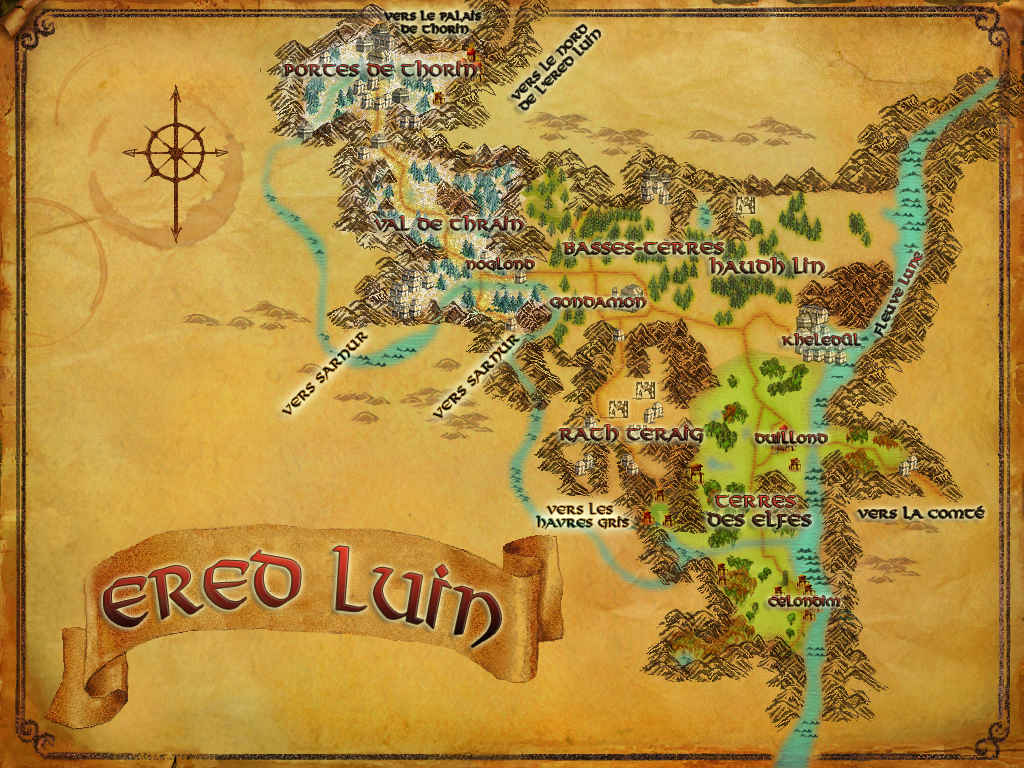 VERS LE PALAIS
DE THORIN
PORTES DE THORIN
VERS LE NORD
DE L'ERED LUIN
VAL DE THRAIN
BASSES-TERRES
HAUDH LIN
NOGLOND
GONDAMON
FLEUVE LUNE
KHELEDÛL
VERS SARNUR
VERS SARNUR
RATH TERAIG
DUILLOND
TERRES
DES ELFES
VERS LES
HAVRES GRIS
VERS LA COMTÉ
CELONDIM
ERED LUIN